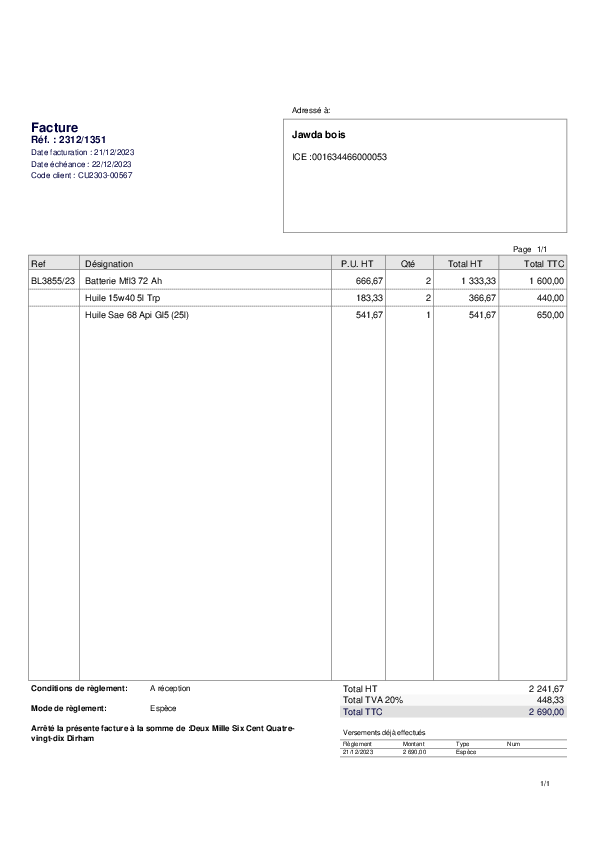 Adressé à:
Facture
Réf. : 2312/1351
Date facturation : 21/12/2023
Date échéance : 22/12/2023
Code client : CU2303-00567
Jawda bois
ICE :001634466000053
Page 1/1
Ref Désignation P.U. HT Qté Total HT Total TTC
BL3855/23 Batterie Mfl3 72 Ah 666,67 2 1 333,33 1 600,00
Huile 15w40 5l Trp 183,33 2 366,67 440,00
Huile Sae 68 Api Gl5 (25l) 541,67 1 541,67 650,00
Conditions de règlement: A réception
Mode de règlement: Espèce
Arrêté la présente facture à la somme de :Deux Mille Six Cent Quatre-
vingt-dix Dirham
Total HT 2 241,67
Total TVA 20% 448,33
Total TTC 2 690,00
Versements déjà effectués
Règlement Montant Type Num
21/12/2023 2 690,00 Espèce
1/1